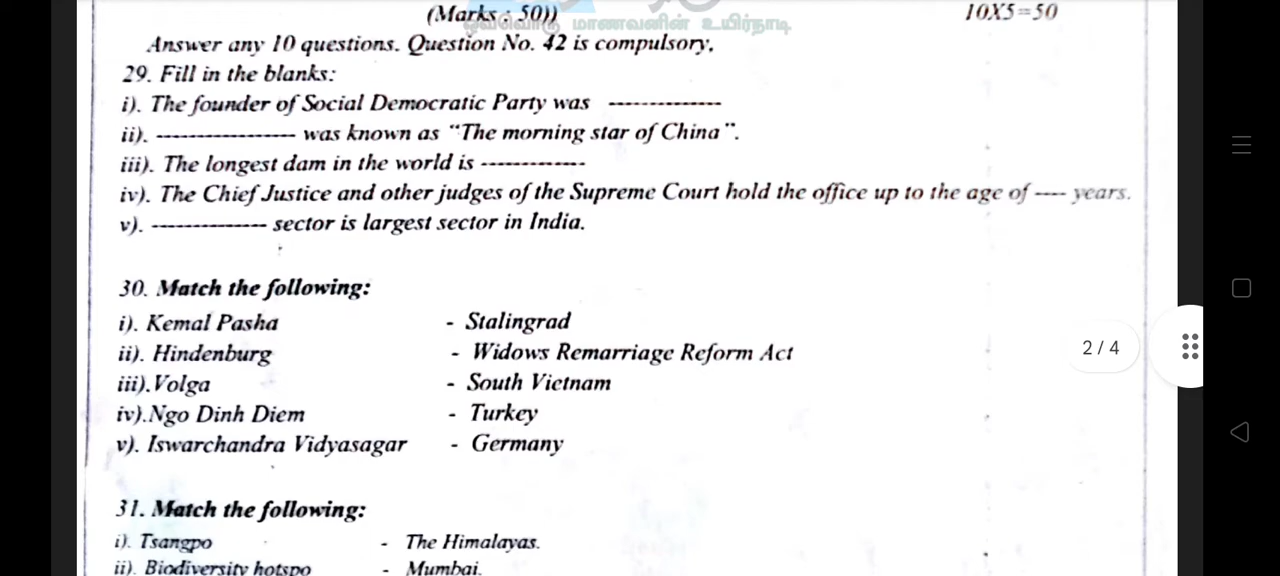 (Marks : 50))
10X5=50
மாணவனின் உயிர்நாடி
Answer any 10 questions. Question No. 42 is compulsory.
29. Fill in the blanks:
i). The founder of Social Democratic Party was --------------
ii). ----------------- was known as “The morning star of China”.
iii). The longest dam in the world is -------------
iv). The Chief Justice and other judges of the Supreme Court hold the office up to the age of ---- years.
v). -------------- sector is largest sector in India.
30. Match the following:
i). Kemal Pasha - Stalingrad
ii). Hindenburg - Widows Remarriage Reform Act
iii).Volga - South Vietnam
2 / 4
iv).Ngo Dinh Diem - Turkey
v). Iswarchandra Vidyasagar - Germany
31. Match the following:
i). Tsangpo - The Himalayas.
ii). Biodiversity hotspo - Mumbai.